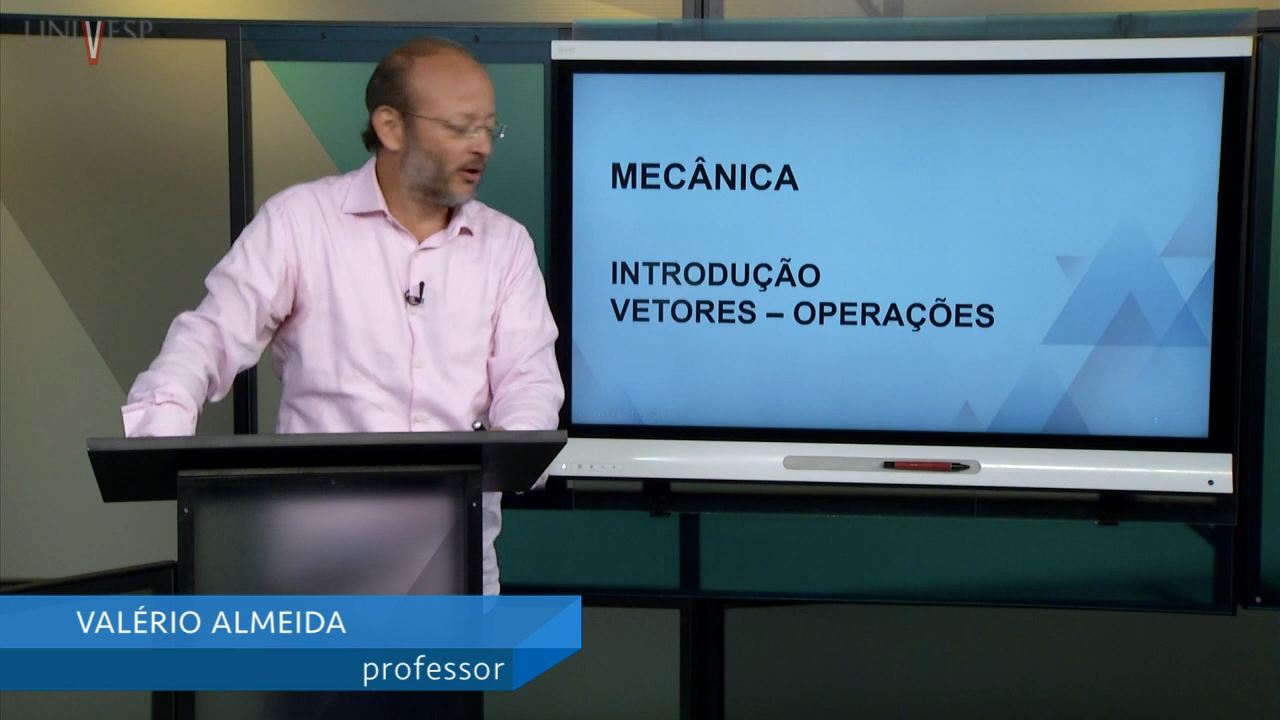 UNIVESP
MECÂNICA
INTRODUÇÃO
VETORES – OPERAÇÕES
VALÉRIO ALMEIDA
professor